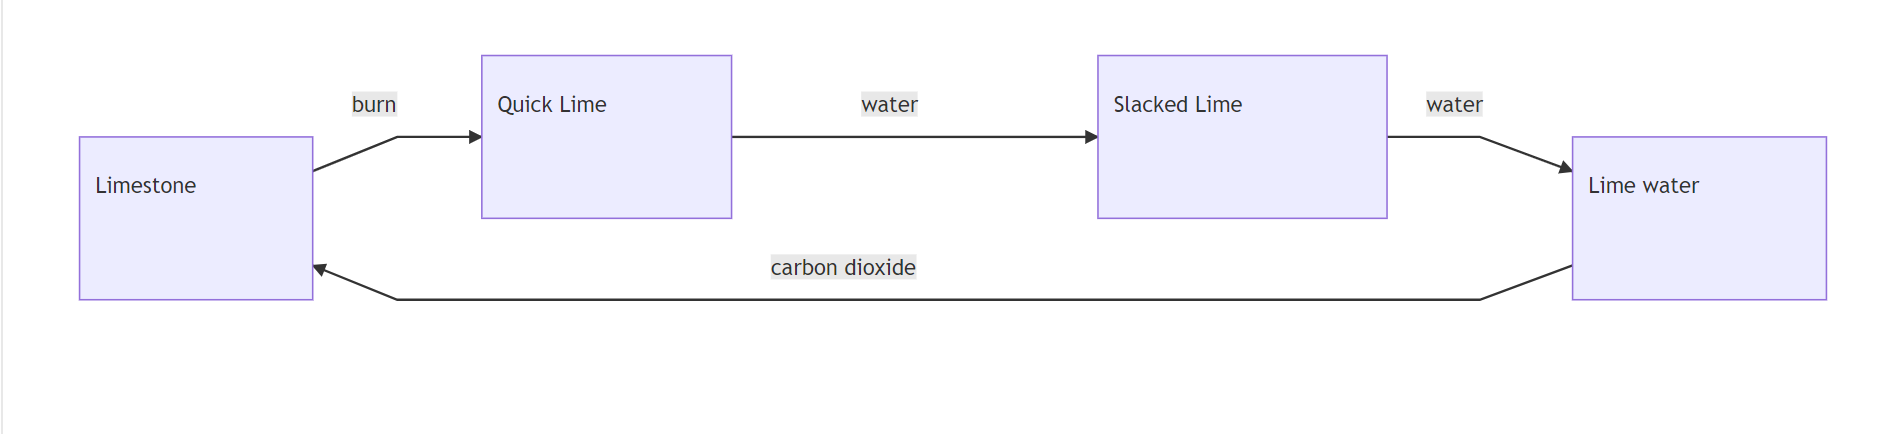 burn
Quick Lime
water
Slacked Lime
water
Limestone
Lime water
carbon dioxide